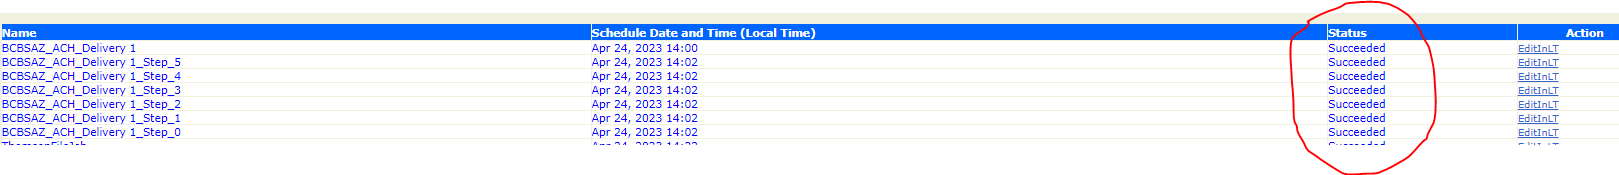 Name Schedule Date and Time (Local Time) Status Action
BCBSAZ_ACH_Delivery 1 Apr 24, 2023 14:00 Succeeded EditInLT
BCBSAZ_ACH_Delivery 1_Step_5 Apr 24, 2023 14:02 Succeeded EditInLT
BCBSAZ_ACH_Delivery 1_Step_4 Apr 24, 2023 14:02 Succeeded EditInLT
BCBSAZ_ACH_Delivery 1_Step_3 Apr 24, 2023 14:02 Succeeded EditInLT
BCBSAZ_ACH_Delivery 1_Step_2 Apr 24, 2023 14:02 Succeeded EditInLT
BCBSAZ_ACH_Delivery 1_Step_1 Apr 24, 2023 14:02 Succeeded EditInLT
BCBSAZ_ACH_Delivery 1_Step_0 Apr 24, 2023 14:02 Succeeded EditInLT